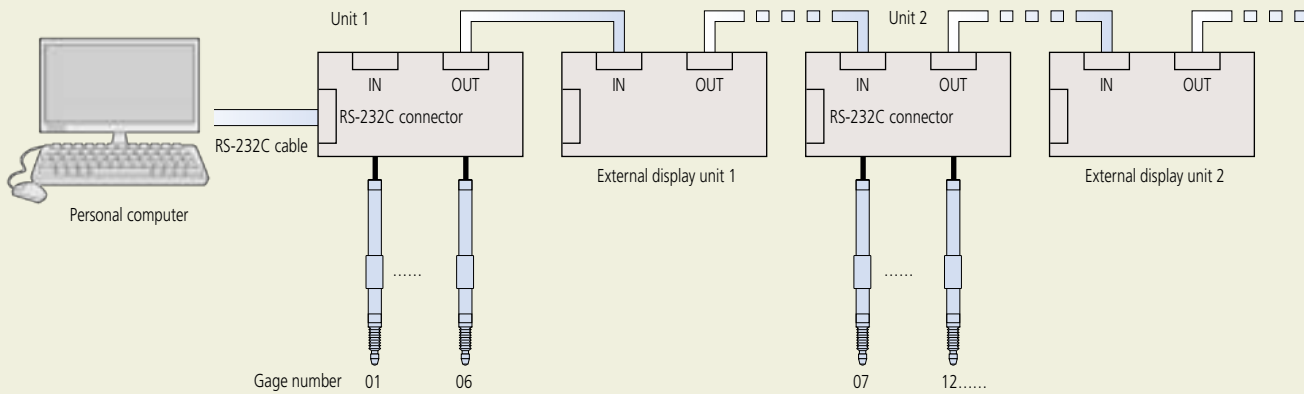 Unit 1
Unit 2
IN
OUT
IN
OUT
IN
OUT
IN
OUT
RS-232C connector
RS-232C connector
RS-232C cable
External display unit 1
External display unit 2
Personal computer
......
......
Gage number
01
06
07
12......